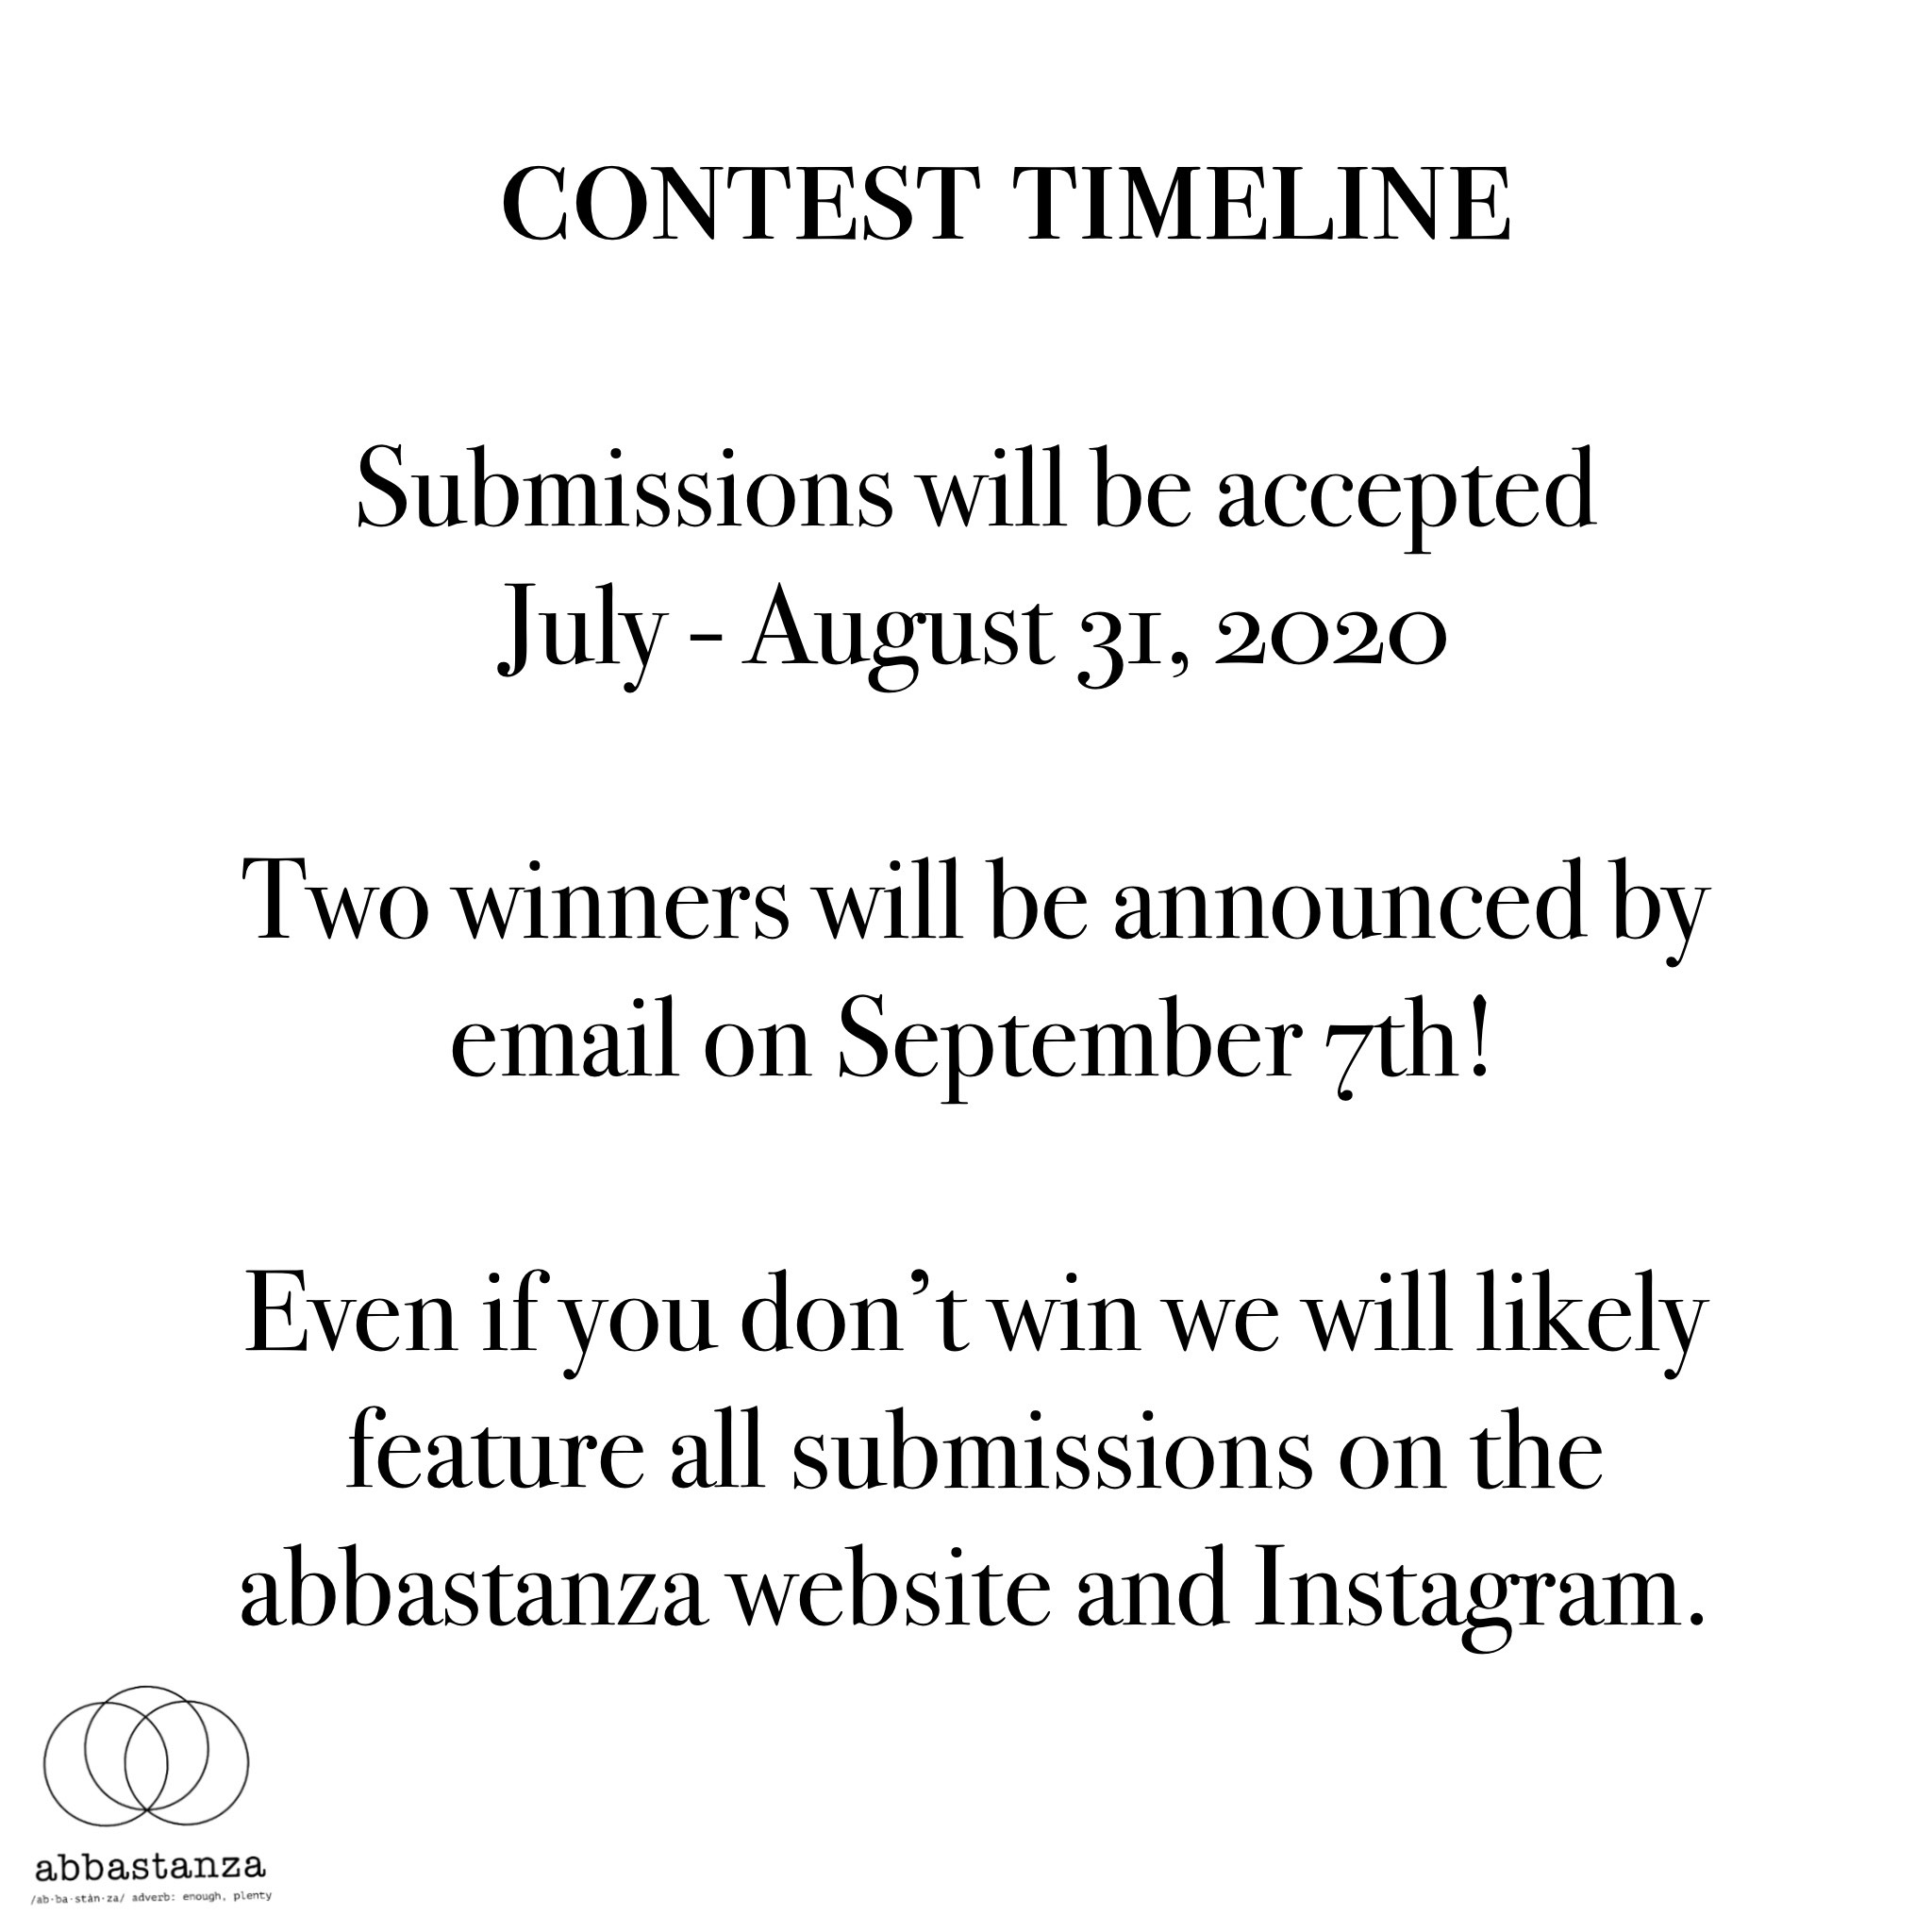 CONTEST TIMELINE
Submissions will be accepted
July - August 31, 2020
Two winners will be announced by
email on September 7th!
Even if you don’t win we will likely
feature all submissions on the
abbastanza website and Instagram.
abbastanza
/ab·ba·stàn·za/ adverb: enough, plenty